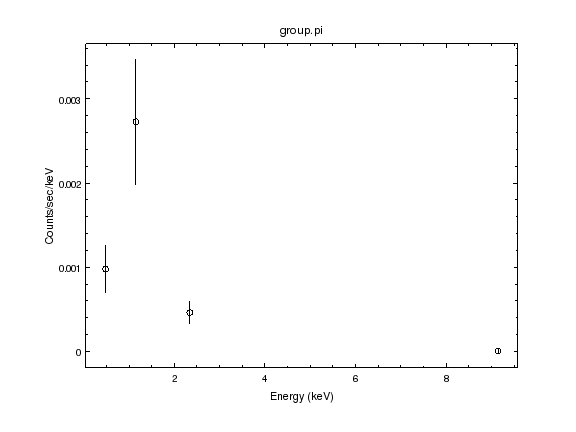 group.pi
0.003
0.002
0.001
0
Counts/sec/keV
2 4 6 8
Energy (keV)